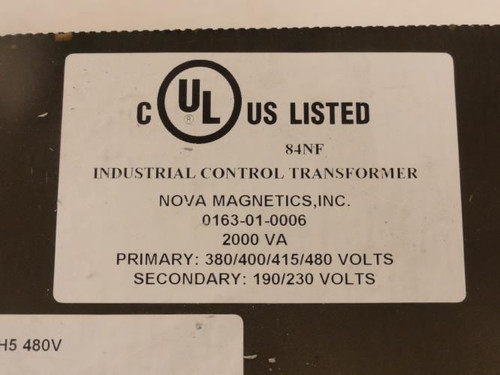 C UL US LISTED
84NF
INDUSTRIAL CONTROL TRANSFORMER
NOVA MAGNETICS,INC.
0163-01-0006
2000 VA
PRIMARY: 380/400/415/480 VOLTS
SECONDARY: 190/230 VOLTS
H5 480V